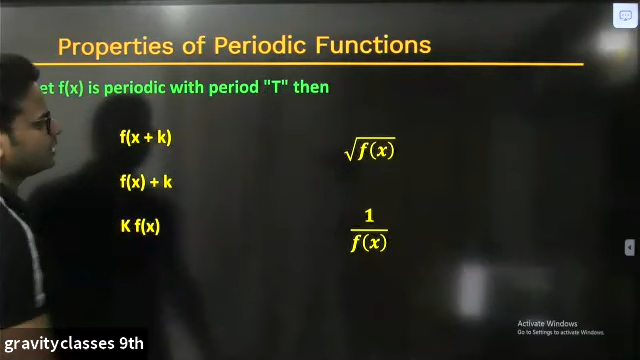 Properties of Periodic Functions
et f(x) is periodic with period "T" then
f(x + k)
f(x) + k
K f(x)
√f(x)
1
f(x)
Activate Windows
Go to Settings to activate Windows.
gravityclasses 9th